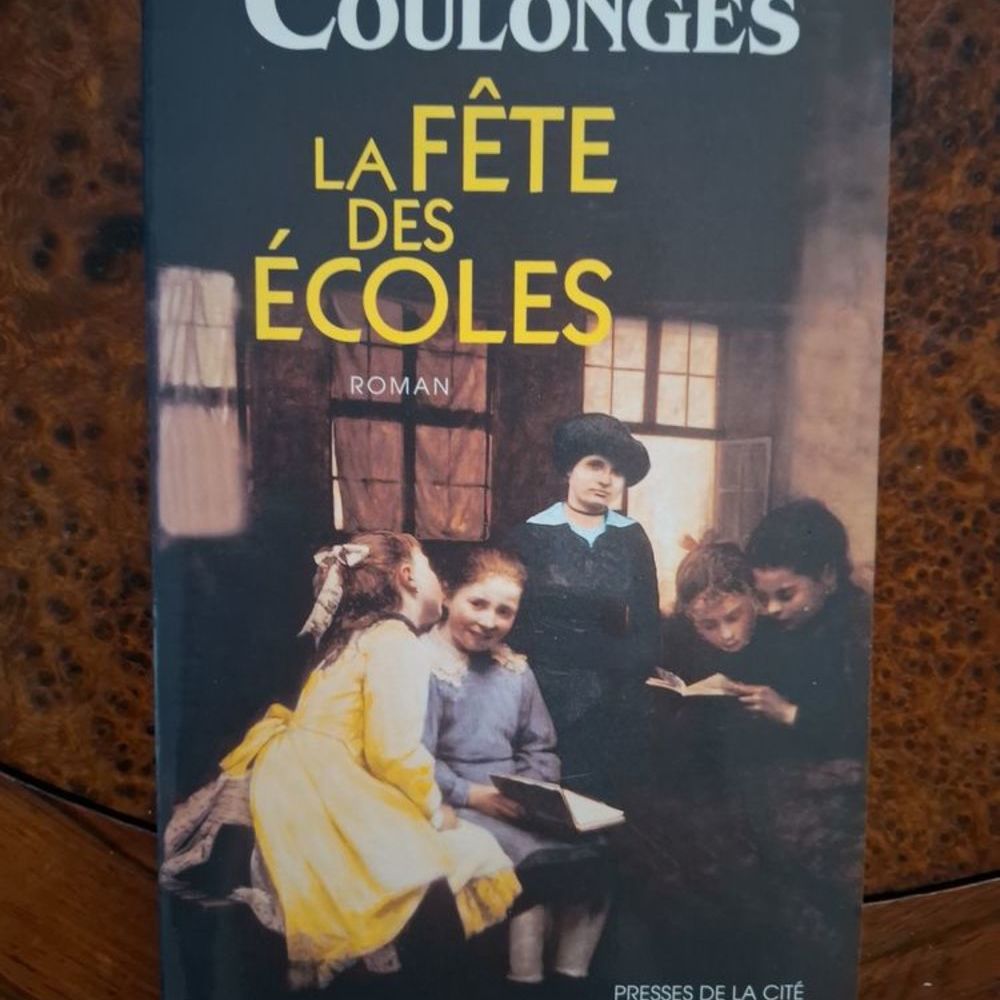 COULONGES
LA FÊTE
DES
ÉCOLES
ROMAN
PRESSES DE LA CITÉ